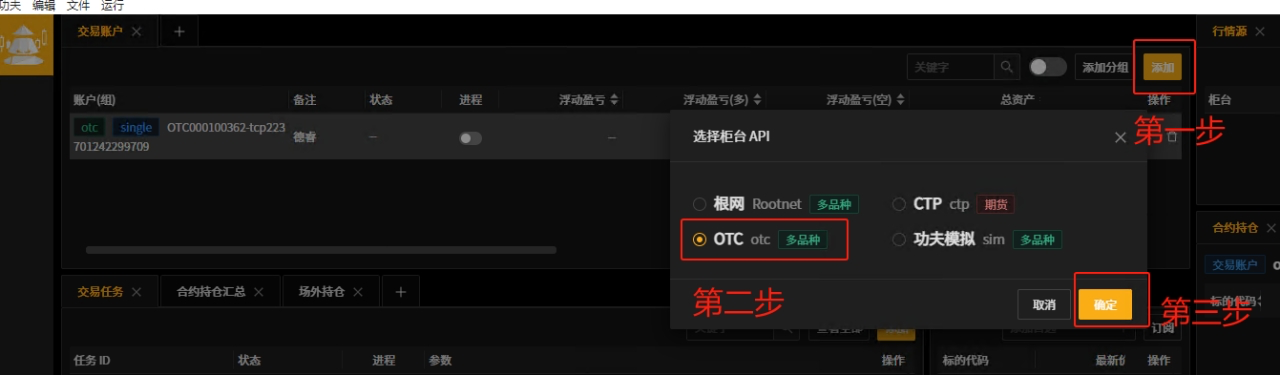 功夫 编辑 文件 运行
交易账户 × +
行情源 ×
关键字 添加分组 添加
账户(组) 备注 状态 进程 浮动盈亏 浮动盈亏(多) 浮动盈亏(空) 总资产 操作
柜台
otc single OTC000100362-tcp223
701242299709 德睿 -- --
第一步
选择柜台 API ×
根网 Rootnet 多品种
CTP ctp 期货
OTC otc 多品种
功夫模拟 sim 多品种
取消 确定
第二步
第三步
合约持仓 ×
交易账户
标的代码
交易任务 × 合约持仓汇总 × 场外持仓 × +
订阅
任务 ID 状态 进程 参数 操作
标的代码 操作